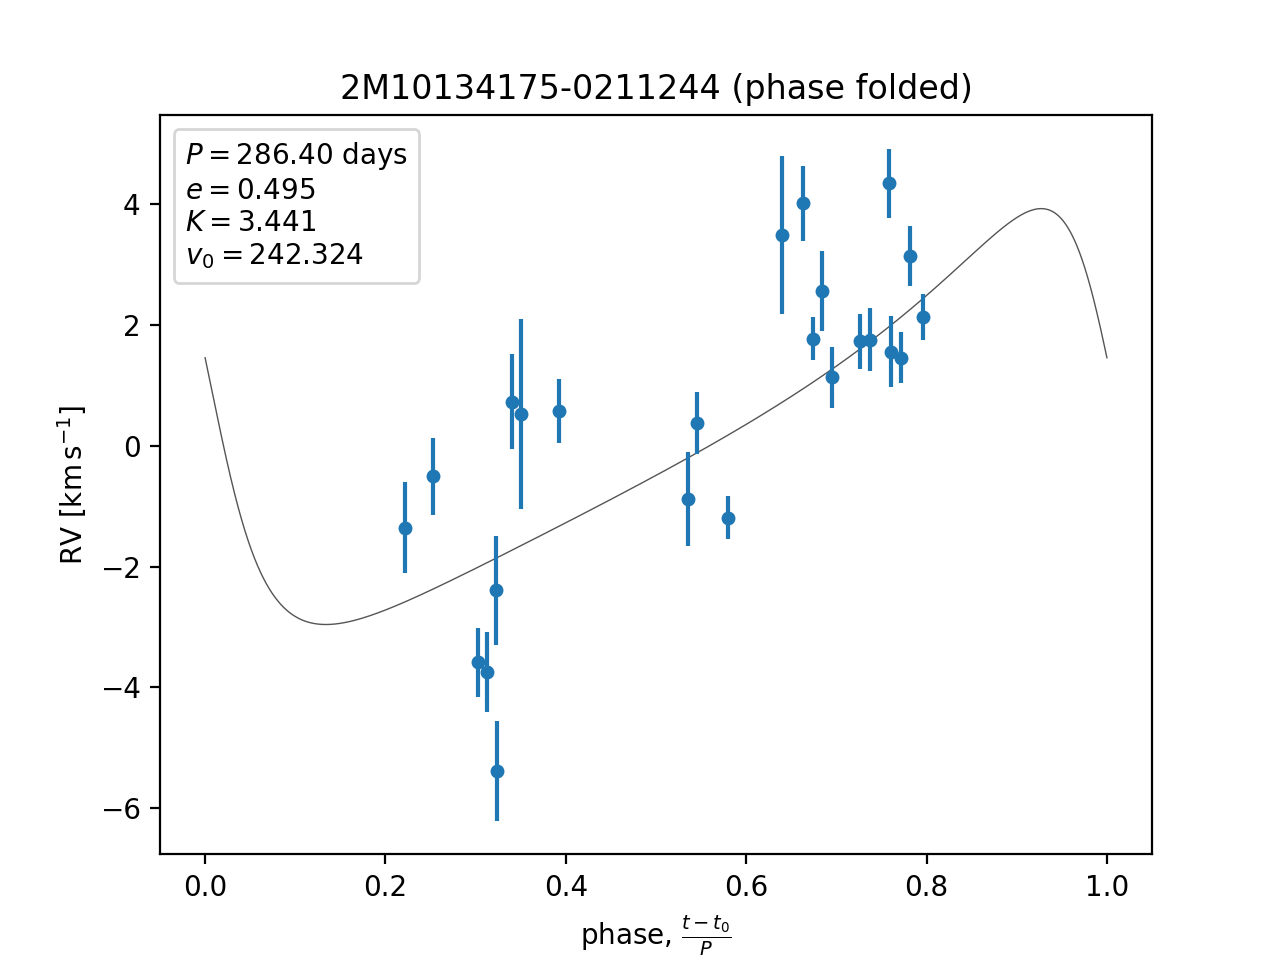 2M10134175-0211244 (phase folded)
P = 286.40 days
e = 0.495
K = 3.441
v₀ = 242.324
RV [km s⁻¹]
4
2
0
−2
−4
−6
0.0 0.2 0.4 0.6 0.8 1.0
phase, (t − t₀)/P